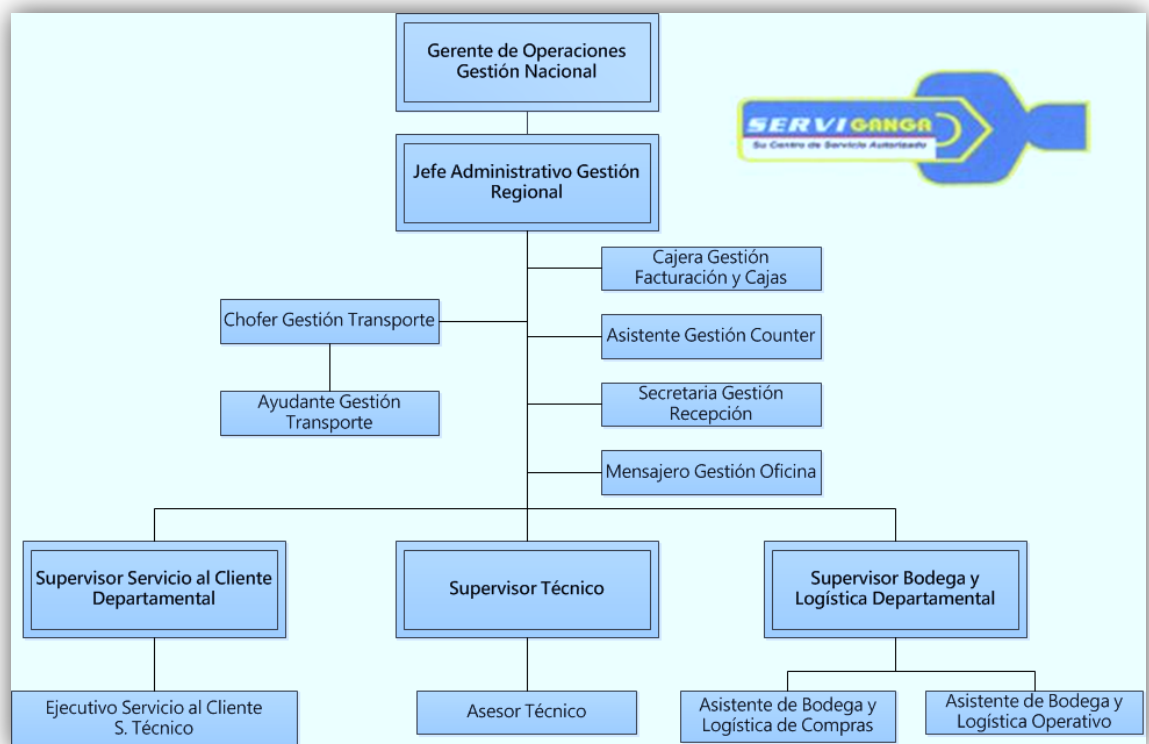 Gerente de Operaciones
Gestión Nacional
SERVIGANGA
Su Centro de Servicio Autorizado
Jefe Administrativo Gestión
Regional
Cajera Gestión
Facturación y Cajas
Chofer Gestión Transporte
Asistente Gestión Counter
Ayudante Gestión
Transporte
Secretaria Gestión
Recepción
Mensajero Gestión Oficina
Supervisor Servicio al Cliente
Departamental
Supervisor Técnico
Supervisor Bodega y
Logística Departamental
Ejecutivo Servicio al Cliente
S. Técnico
Asesor Técnico
Asistente de Bodega y
Logística de Compras
Asistente de Bodega y
Logística Operativo